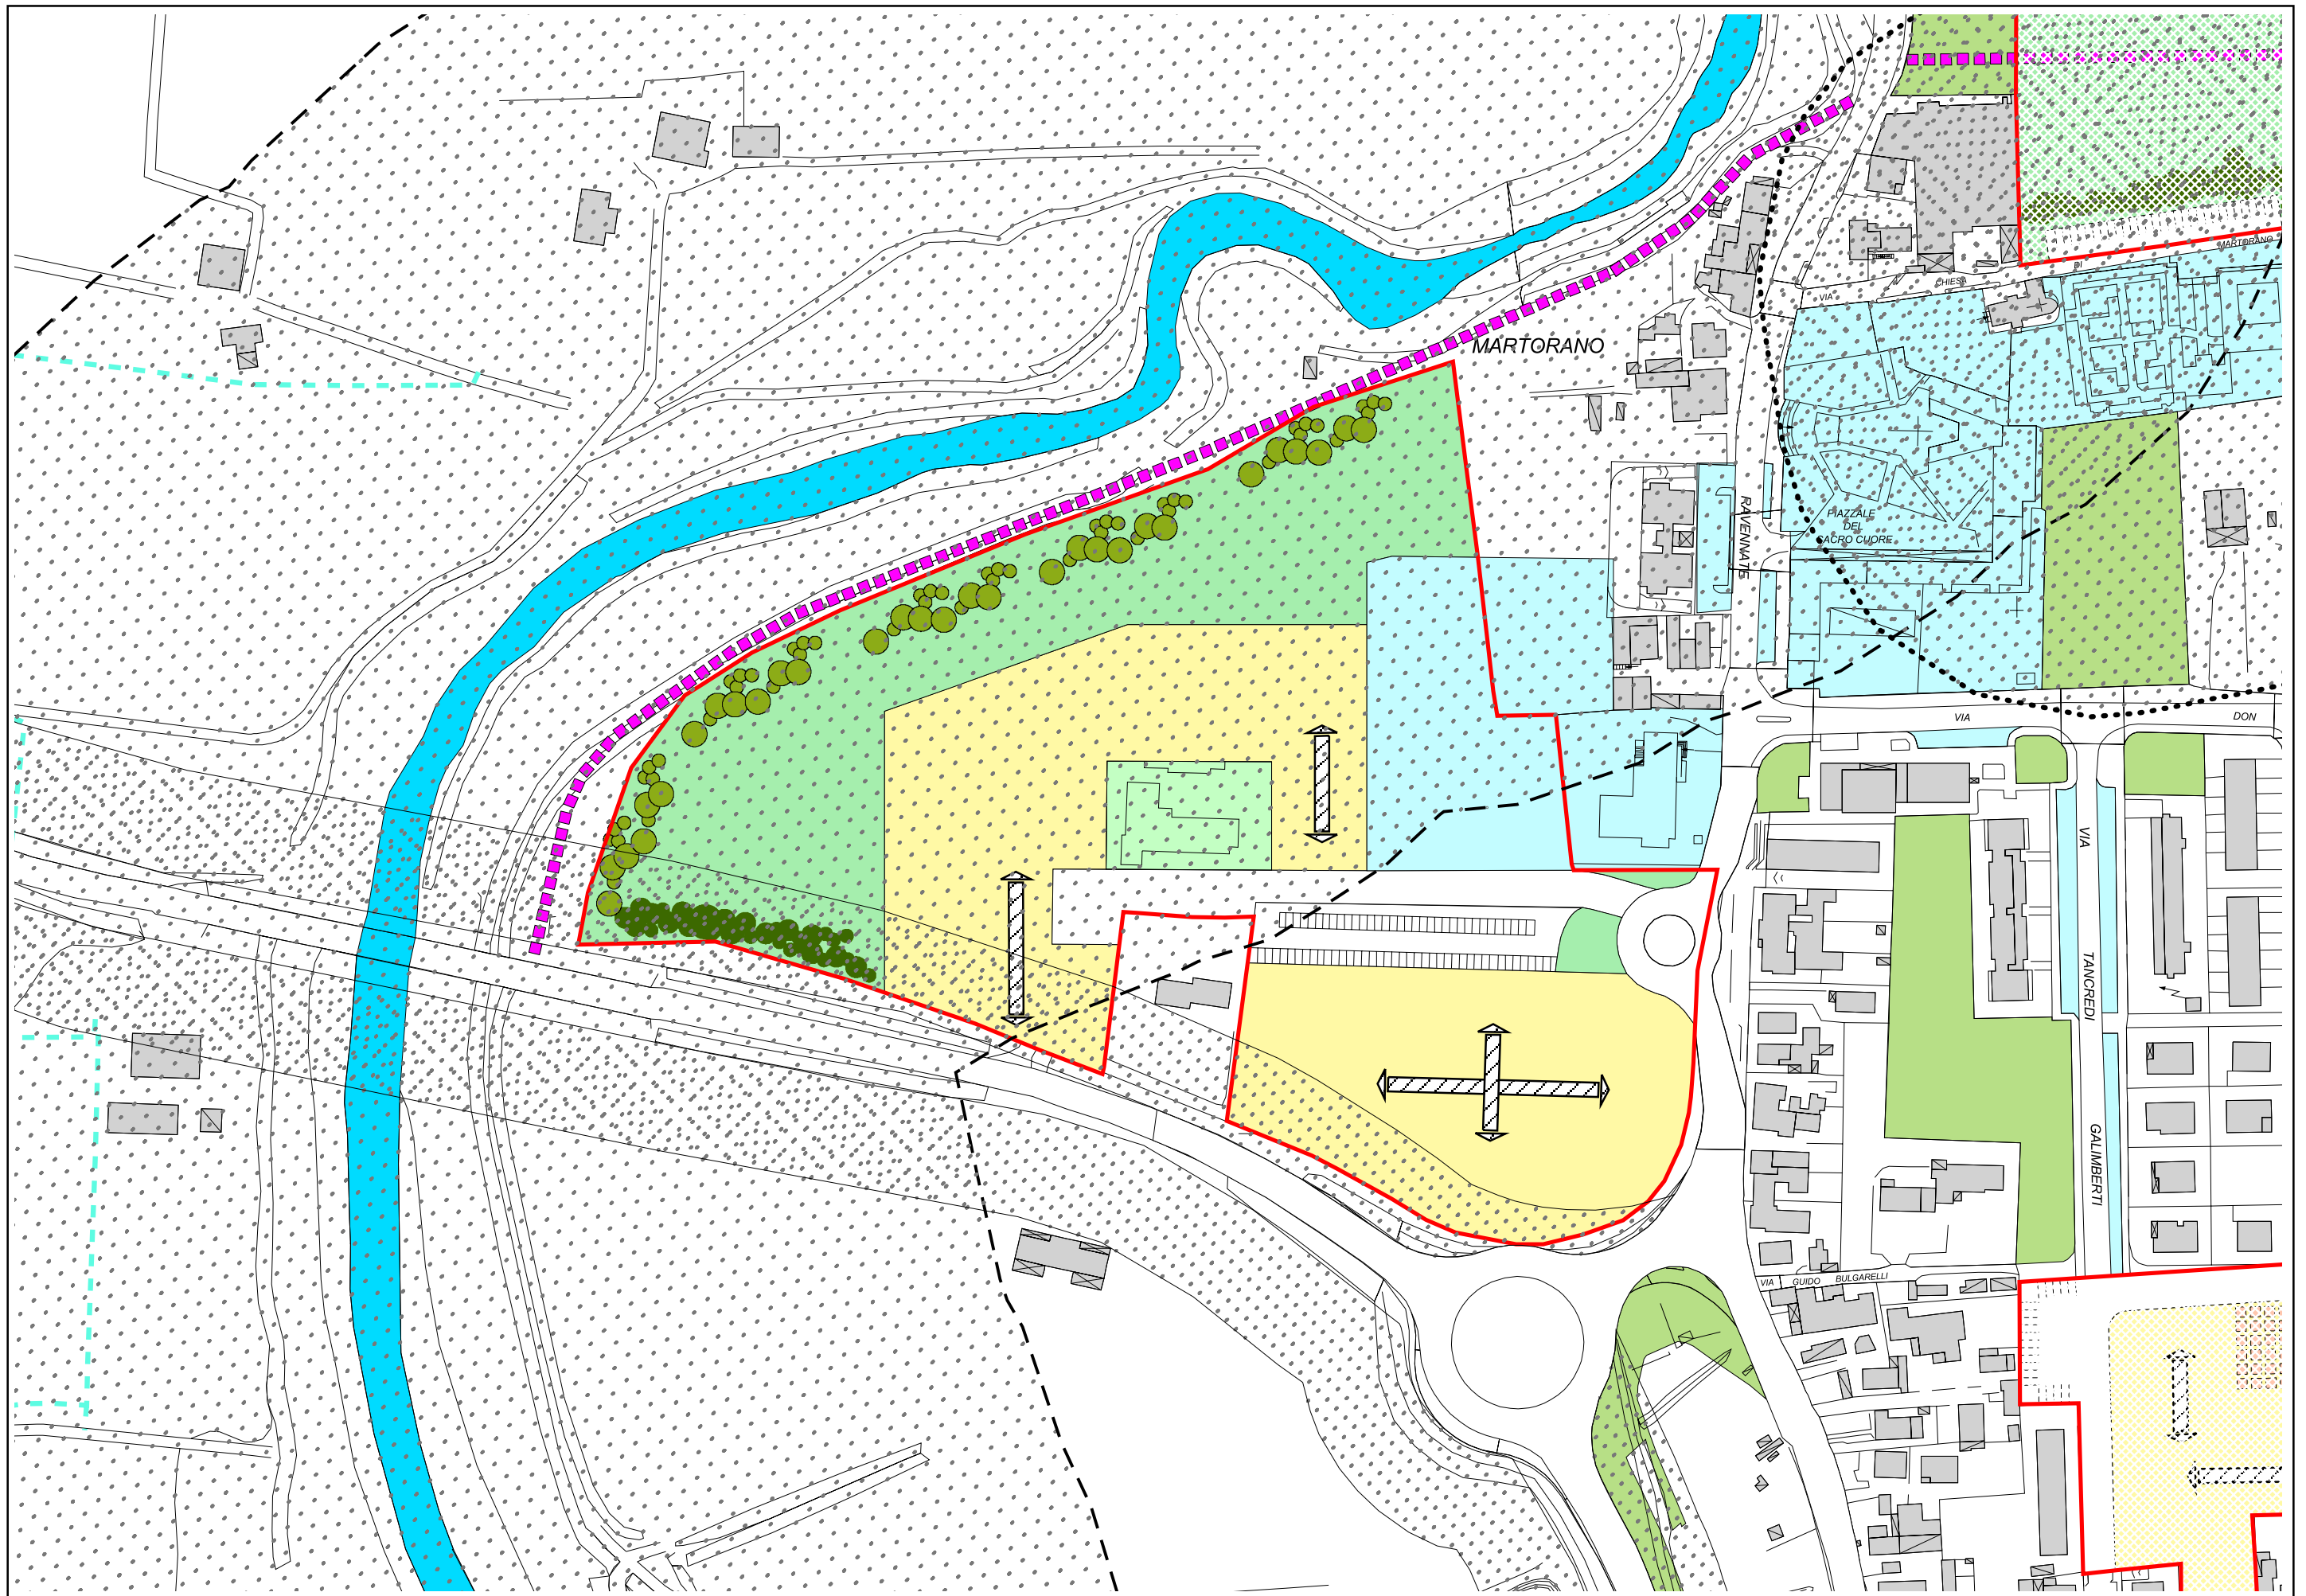 MARTORANO
DI
CHIESA
VIA
MARTORANO
RAVENNATE
PIAZZALE
DEL
SACRO CUORE
VIA
DON
VIA
TANCREDI
GALIMBERTI
VIA
GUIDO
BULGARELLI